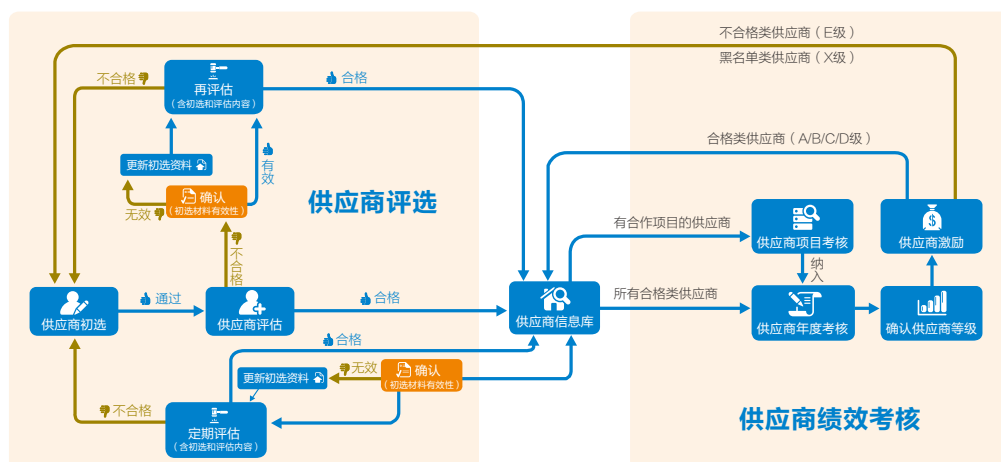 不合格类供应商（E级）
黑名单类供应商（X级）
不合格
再评估
（含初选和评估内容）
合格
合格类供应商（A/B/C/D级）
更新初选资料
有效
无效
确认
（初选材料有效性）
供应商评选
不合格
有合作项目的供应商
供应商项目考核
供应商激励
纳入
供应商初选
通过
供应商评估
合格
供应商信息库
所有合格类供应商
供应商年度考核
确认供应商等级
合格
更新初选资料
无效
确认
（初选材料有效性）
不合格
定期评估
（含初选和评估内容）
供应商绩效考核